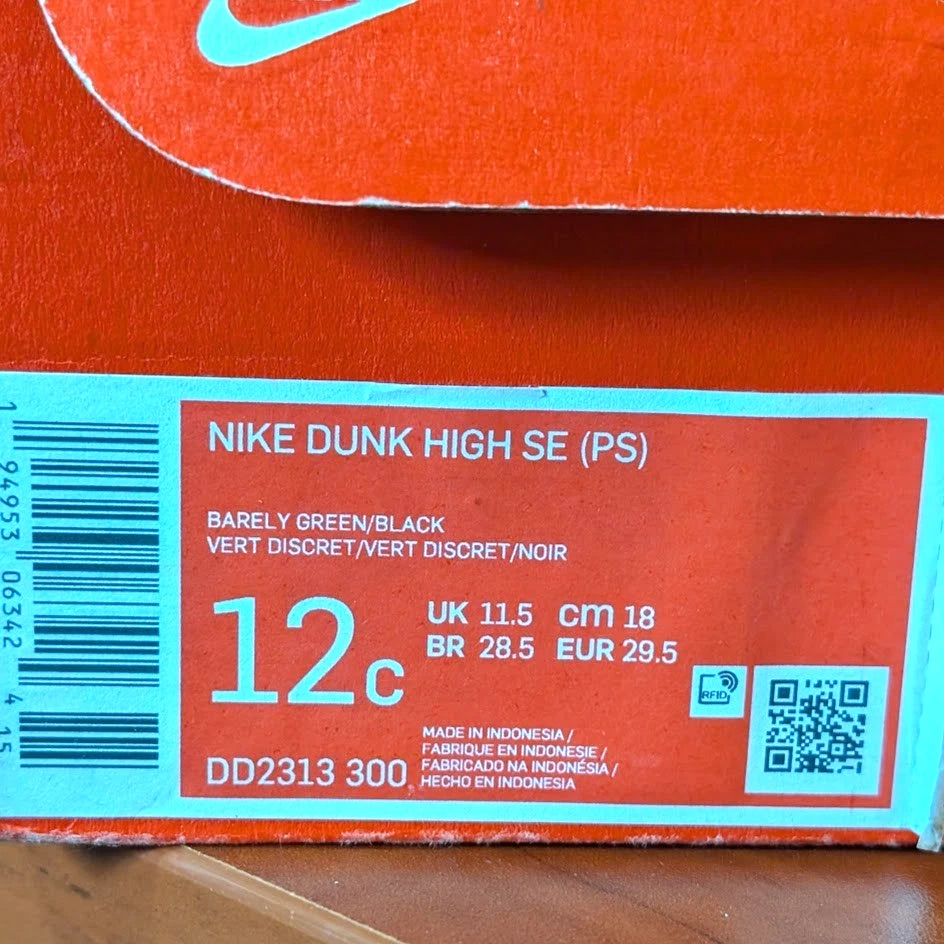 NIKE DUNK HIGH SE (PS)
BARELY GREEN/BLACK
VERT DISCRET/VERT DISCRET/NOIR
12c
UK 11.5 cm 18
BR 28.5 EUR 29.5
RFID
DD2313 300
MADE IN INDONESIA /
FABRIQUE EN INDONESIE /
FABRICADO NA INDONÉSIA /
HECHO EN INDONESIA
1 94953 06342 4 15